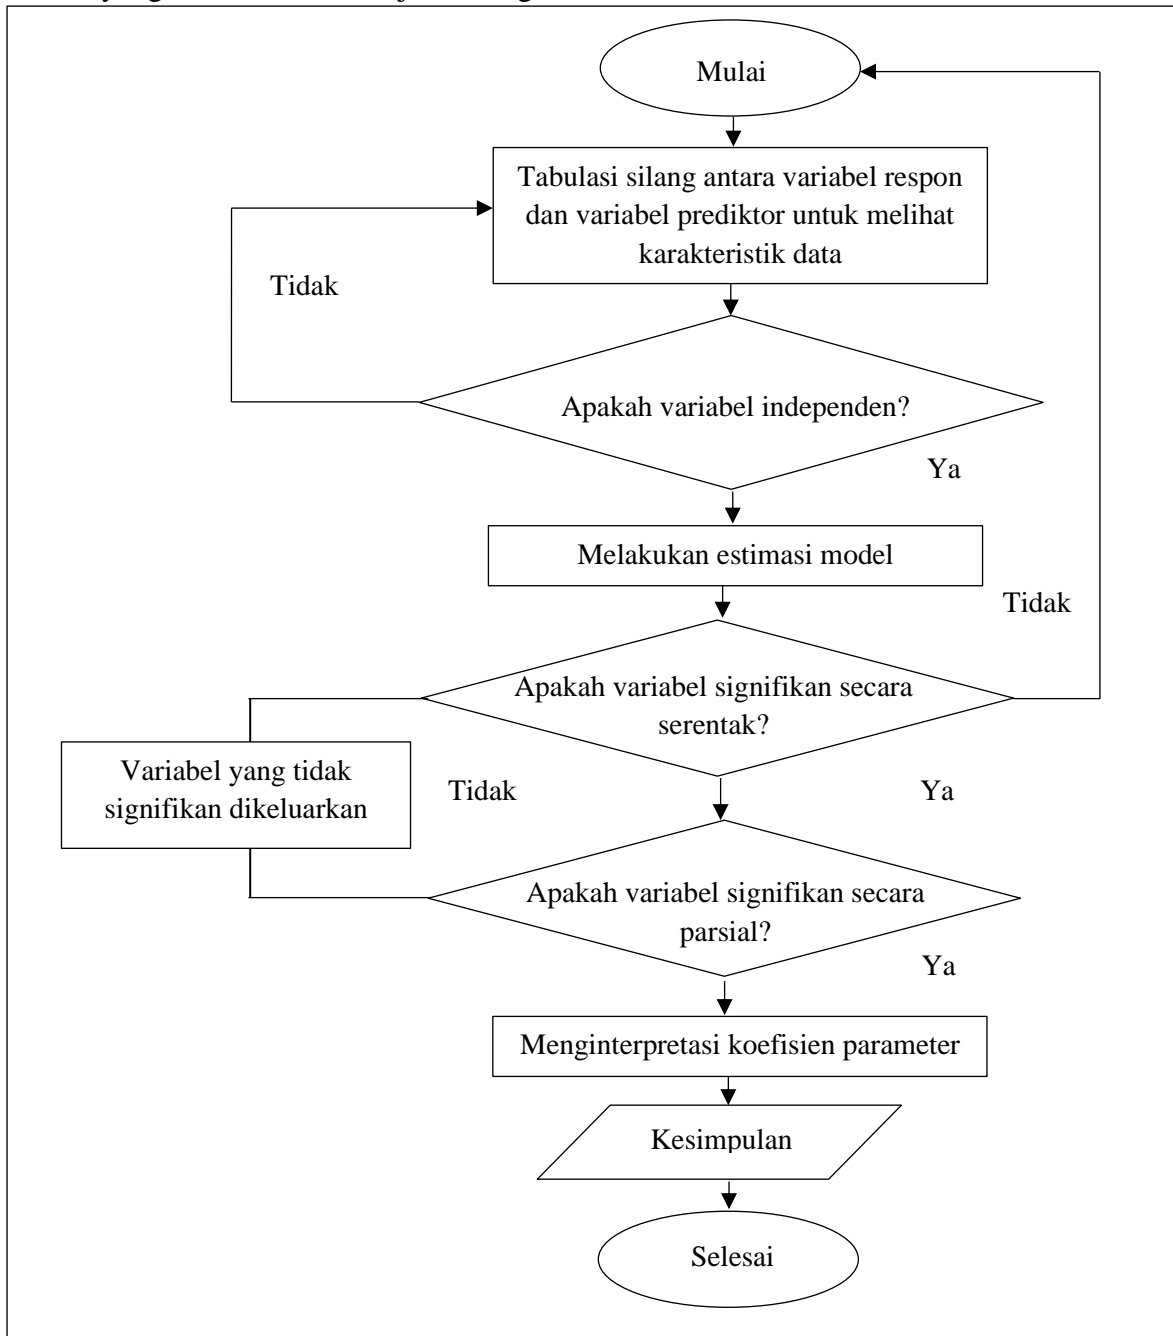 Mulai
Tabulasi silang antara variabel respon
dan variabel prediktor untuk melihat
karakteristik data
Tidak
Apakah variabel independen?
Ya
Melakukan estimasi model
Tidak
Apakah variabel signifikan secara
serentak?
Variabel yang tidak
signifikan dikeluarkan
Tidak
Ya
Apakah variabel signifikan secara
parsial?
Ya
Menginterpretasi koefisien parameter
Kesimpulan
Selesai